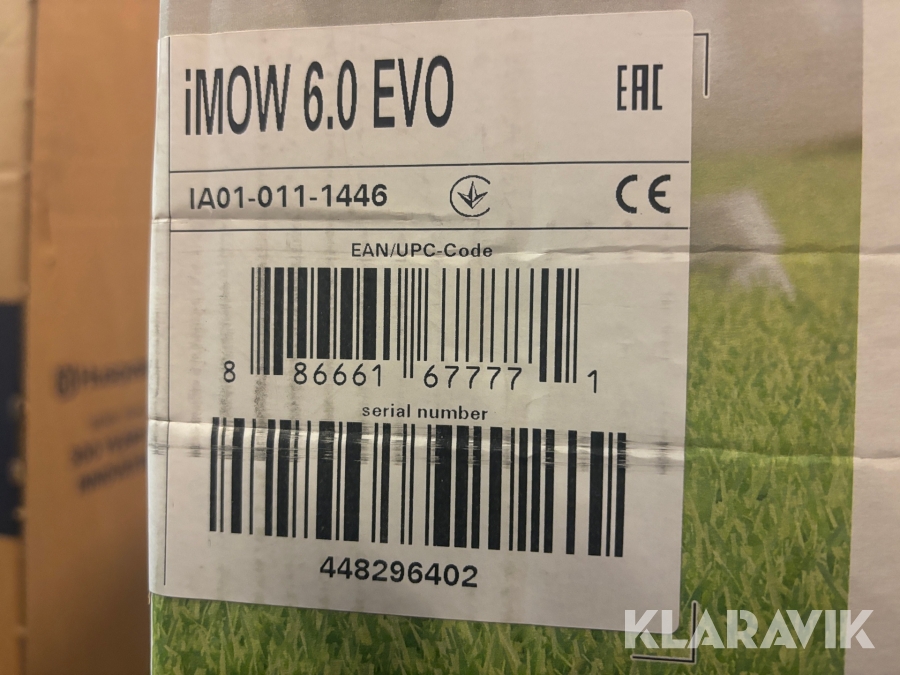 iMOW 6.0 EVO
EAC
IA01-011-1446
CE
EAN/UPC-Code
8 86661 67777 1
serial number
448296402
KLARAVIK